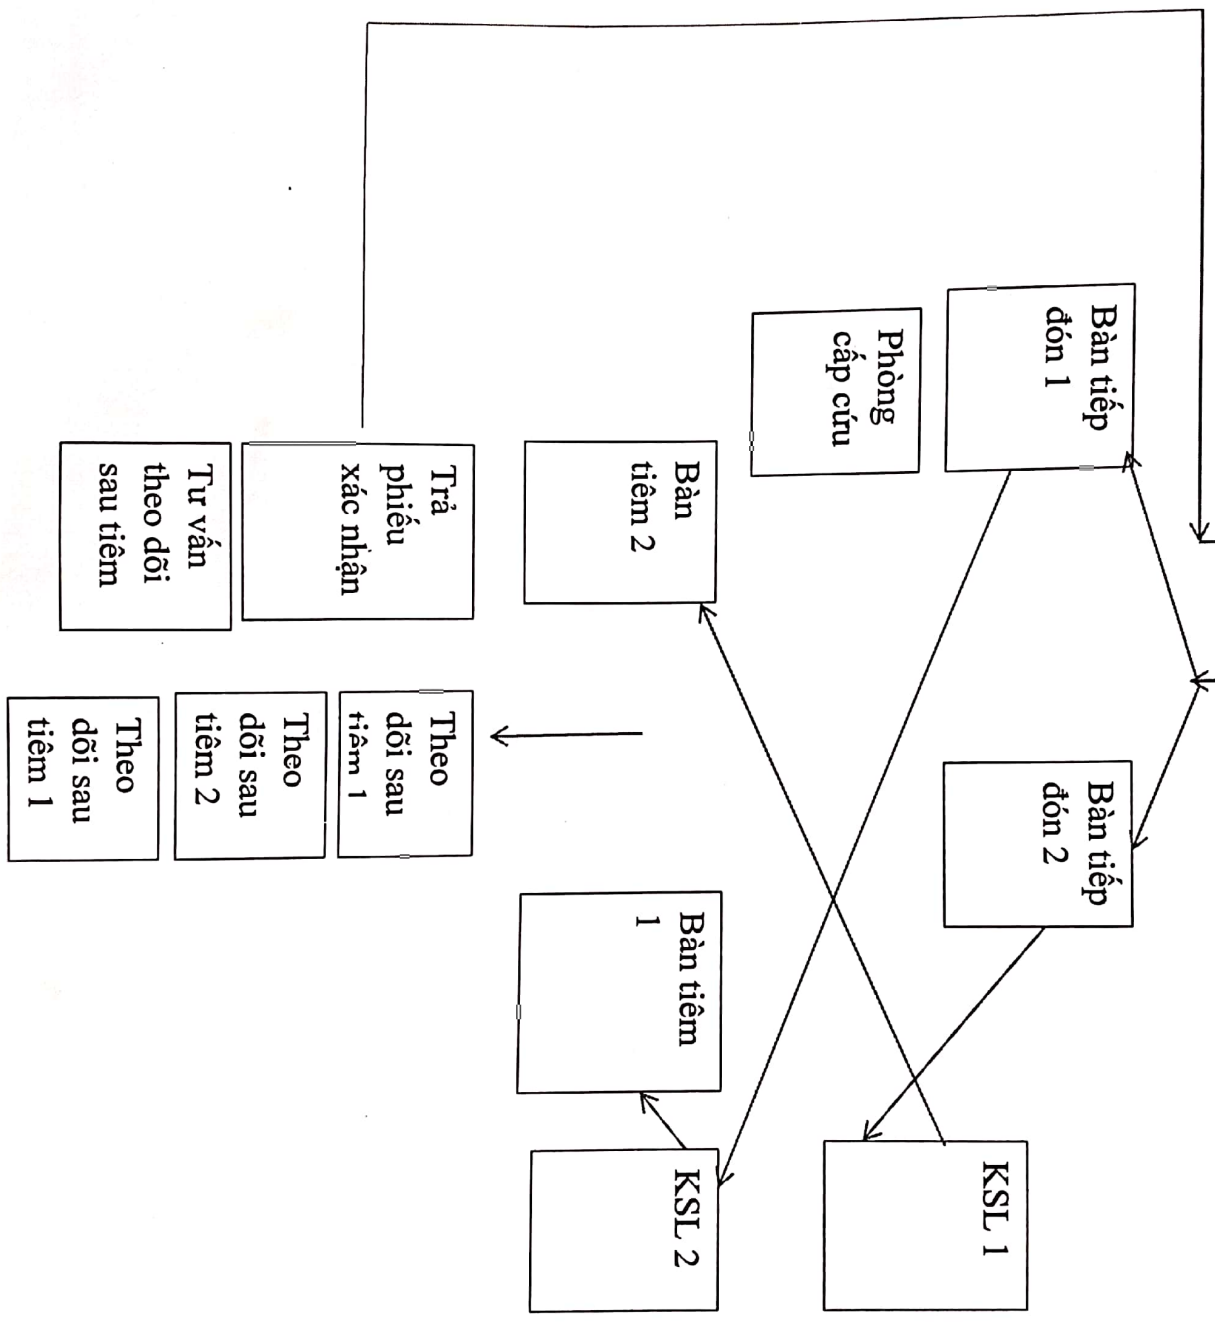 Bàn tiếp
đón 1
Bàn tiếp
đón 2
Phòng
cấp cứu
KSL 1
Bàn
tiêm 2
Bàn tiêm
1
KSL 2
Trả
phiếu
xác nhận
Theo
dõi sau
tiêm 1
Tư vấn
theo dõi
sau tiêm
Theo
dõi sau
tiêm 2
Theo
dõi sau
tiêm 1